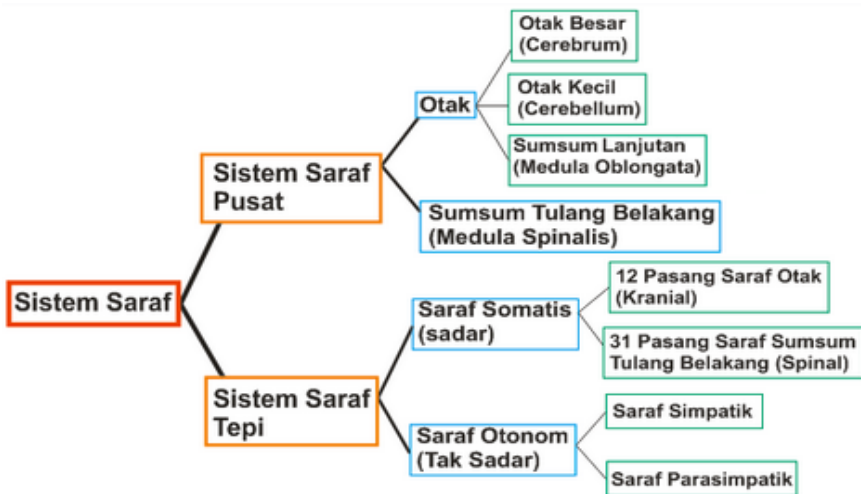 Otak Besar
(Cerebrum)
Otak
Otak Kecil
(Cerebellum)
Sumsum Lanjutan
(Medula Oblongata)
Sistem Saraf
Pusat
Sumsum Tulang Belakang
(Medula Spinalis)
Sistem Saraf
Saraf Somatis
(sadar)
12 Pasang Saraf Otak
(Kranial)
31 Pasang Saraf Sumsum
Tulang Belakang (Spinal)
Sistem Saraf
Tepi
Saraf Otonom
(Tak Sadar)
Saraf Simpatik
Saraf Parasimpatik